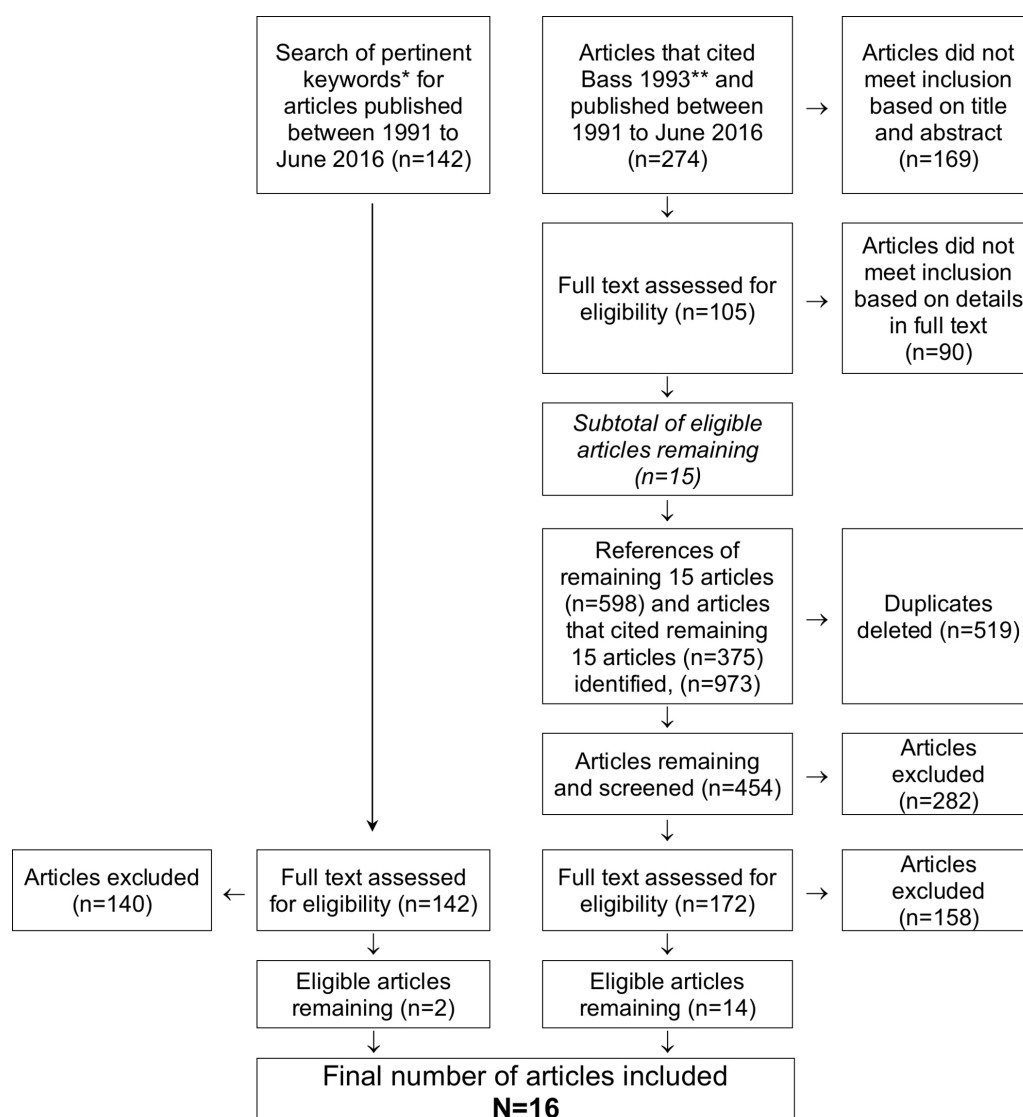 Search of pertinent
keywords* for
articles published
between 1991 to
June 2016 (n=142)
Articles that cited
Bass 1993** and
published between
1991 to June 2016
(n=274)
→
Articles did not
meet inclusion
based on title
and abstract
(n=169)
↓
Full text assessed for
eligibility (n=105)
→
Articles did not
meet inclusion
based on details
in full text
(n=90)
↓
Subtotal of eligible
articles remaining
(n=15)
↓
References of
remaining 15 articles
(n=598) and articles
that cited remaining
15 articles (n=375)
identified, (n=973)
→
Duplicates
deleted (n=519)
↓
Articles remaining
and screened (n=454)
→
Articles
excluded
(n=282)
↓
Articles excluded
(n=140)
←
Full text assessed
for eligibility (n=142)
Full text assessed for
eligibility (n=172)
→
Articles
excluded
(n=158)
↓
↓
Eligible articles
remaining (n=2)
Eligible articles
remaining (n=14)
↓
↓
Final number of articles included
N=16